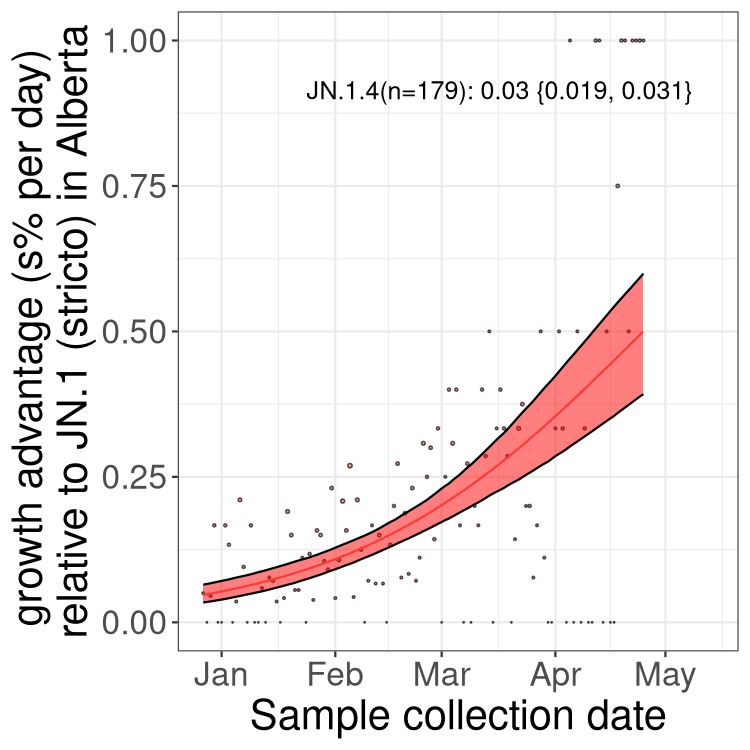 growth advantage (s% per day)
relative to JN.1 (stricto) in Alberta
1.00
0.75
0.50
0.25
0.00
JN.1.4(n=179): 0.03 {0.019, 0.031}
Jan Feb Mar Apr May
Sample collection date